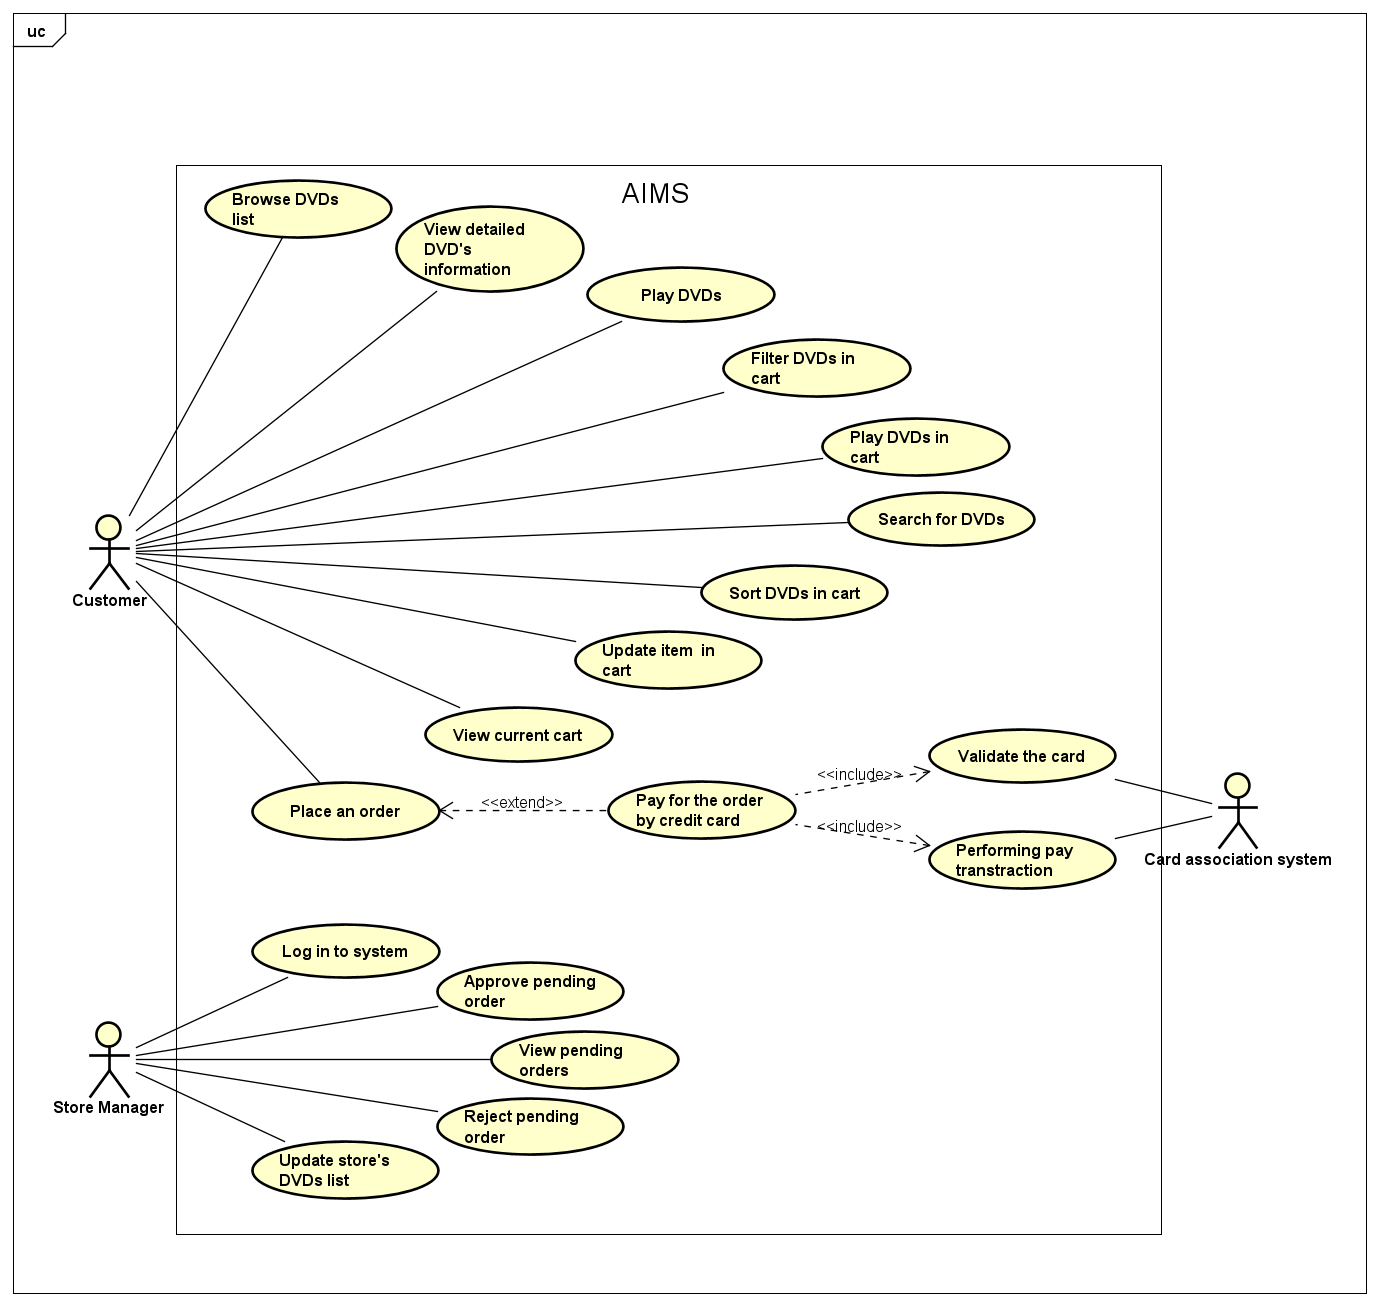 uc
AIMS
Browse DVDs
list
View detailed
DVD's
information
Play DVDs
Filter DVDs in
cart
Play DVDs in
cart
Search for DVDs
Sort DVDs in cart
Customer
Update item  in
cart
View current cart
Validate the card
<<include>>
Place an order
<<extend>>
Pay for the order
by credit card
<<include>>
Performing pay
transtraction
Card association system
Log in to system
Approve pending
order
View pending
orders
Store Manager
Reject pending
order
Update store's
DVDs list